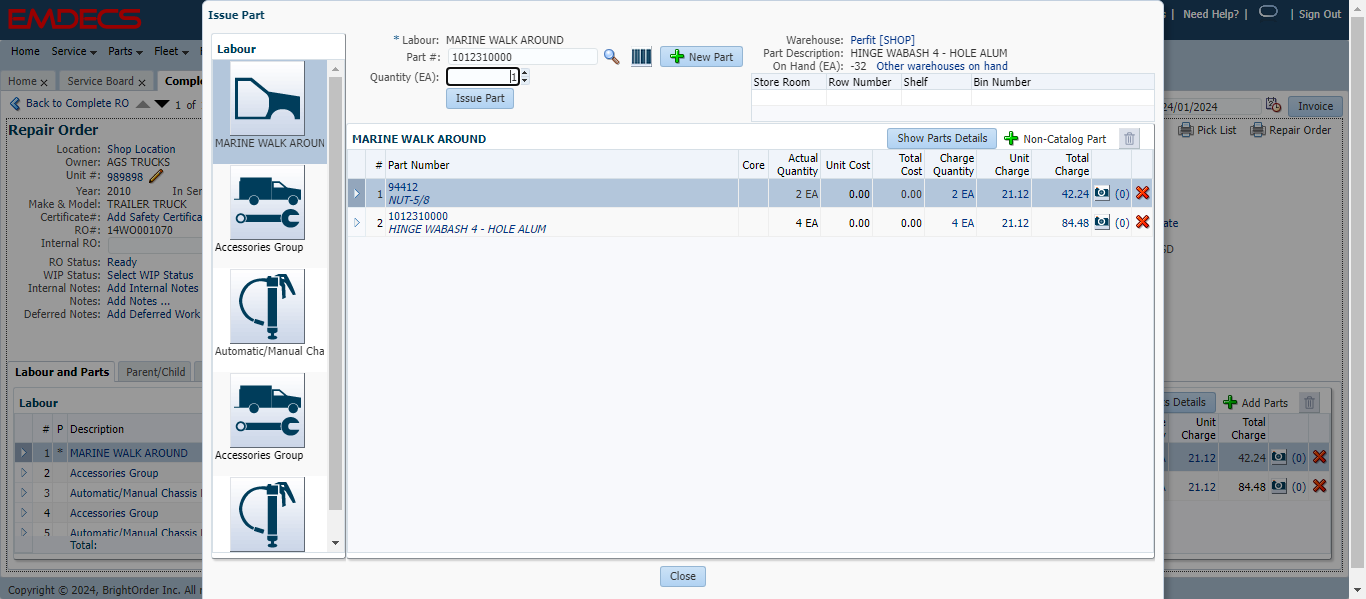 EMDECS
Issue Part
Need Help? |
| Sign Out
Home Service Parts Fleet
Home x Service Board x Comple
Back to Complete RO 1 of
Repair Order
Location: Shop Location
Owner: AGS TRUCKS
Unit #: 989898
Year: 2010 In Ser
Make & Model: TRAILER TRUCK
Certificate#: Add Safety Certifica
RO#: 14WO001070
Internal RO:
RO Status: Ready
WIP Status: Select WIP Status
Internal Notes: Add Internal Notes
Notes: Add Notes ...
Deferred Notes: Add Deferred Work
Labour and Parts Parent/Child
Labour
# P Description
1 * MARINE WALK AROUND
2 Accessories Group
3 Automatic/Manual Chassis
4 Accessories Group
5 Automatic/Manual Chassis
Total:
Copyright © 2024, BrightOrder Inc. All r
Labour
MARINE WALK AROUN
Accessories Group
Automatic/Manual Cha
Accessories Group
* Labour: MARINE WALK AROUND
Part #: 1012310000
New Part
Quantity (EA): 1
Issue Part
Warehouse: Perfit [SHOP]
Part Description: HINGE WABASH 4 - HOLE ALUM
On Hand (EA): -32 Other warehouses on hand
Store Room Row Number Shelf Bin Number
MARINE WALK AROUND
Show Parts Details Non-Catalog Part
# Part Number Core Actual Quantity Unit Cost Total Cost Charge Quantity Unit Charge Total Charge
1 94412 2 EA 0.00 0.00 2 EA 21.12 42.24 (0)
NUT-5/8
2 1012310000 4 EA 0.00 0.00 4 EA 21.12 84.48 (0)
HINGE WABASH 4 - HOLE ALUM
Close
24/01/2024 Invoice
Pick List Repair Order
ate
SD
s Details Add Parts
Unit Charge Total Charge
21.12 42.24 (0)
21.12 84.48 (0)